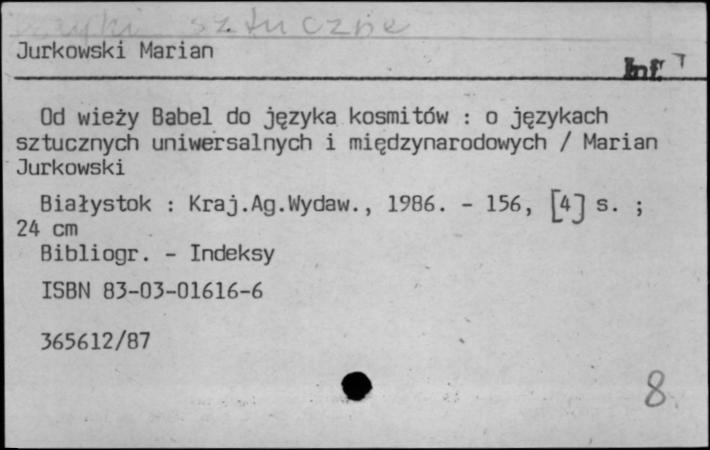 języki sztuczne
Jurkowski Marian
Inf.
Od wieży Babel do języka kosmitów : o językach
sztucznych uniwersalnych i międzynarodowych / Marian
Jurkowski
Białystok : Kraj.Ag.Wydaw., 1986. - 156, [4] s. ;
24 cm
Bibliogr. - Indeksy
ISBN 83-03-01616-6
365612/87
8